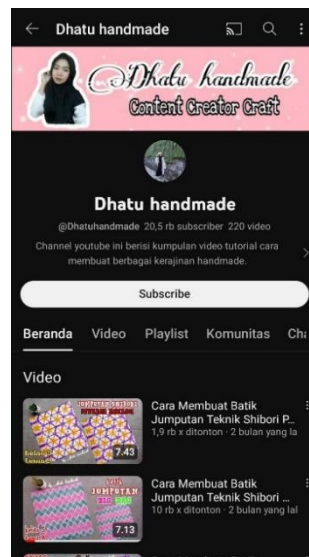 Dhatu handmade
Dhatu handmade
Content Creator Craft
Dhatu handmade
@Dhatuhandmade 20,5 rb subscriber 220 video
Channel youtube ini berisi kumpulan video tutorial cara
membuat berbagai kerajinan handmade.
Subscribe
Beranda Video Playlist Komunitas
Video
JUMPUTAN SHIBORI
7.43
Cara Membuat Batik
Jumputan Teknik Shibori P...
1,9 rb x ditonton · 2 bulan yang la
batik
JUMPUTAN
7.13
Cara Membuat Batik
Jumputan Teknik Shibori ...
10 rb x ditonton · 2 bulan yang lal